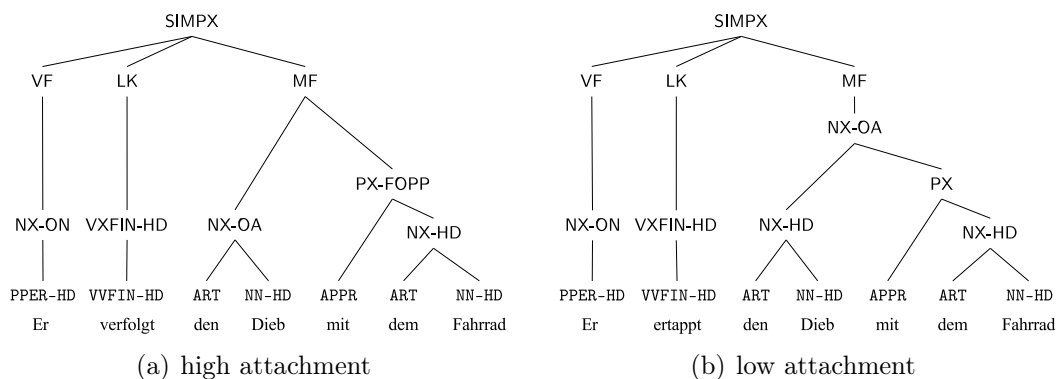 SIMPX SIMPX
VF LK MF VF LK MF
NX-OA
PX-FOPP PX
NX-ON VXFIN-HD NX-OA NX-ON VXFIN-HD NX-HD
NX-HD NX-HD
PPER-HD VVFIN-HD ART NN-HD APPR ART NN-HD PPER-HD VVFIN-HD ART NN-HD APPR ART NN-HD
Er verfolgt den Dieb mit dem Fahrrad Er ertappt den Dieb mit dem Fahrrad
(a) high attachment (b) low attachment